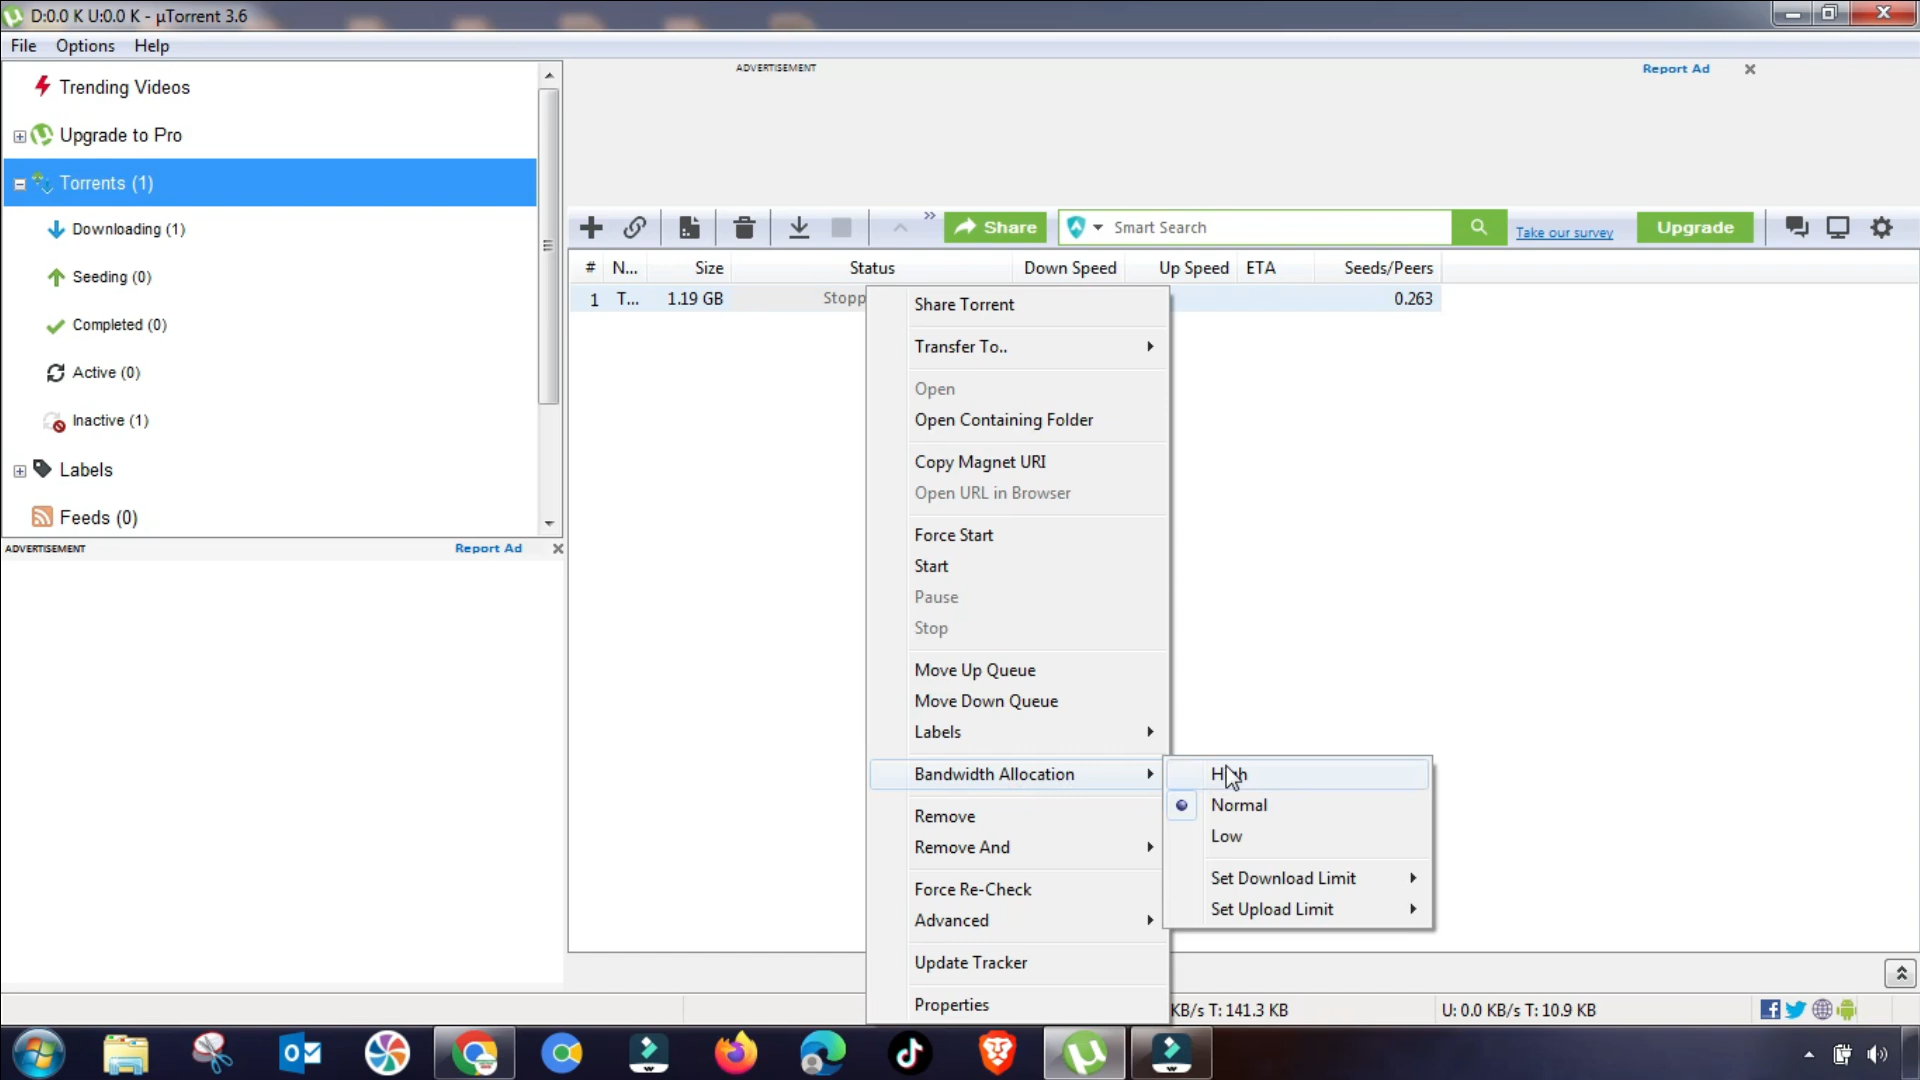 D:0.0 K U:0.0 K - µTorrent 3.6
File Options Help
Trending Videos
Upgrade to Pro
Torrents (1)
Downloading (1)
Seeding (0)
Completed (0)
Active (0)
Inactive (1)
Labels
Feeds (0)
ADVERTISEMENT Report Ad
ADVERTISEMENT Report Ad
Share Smart Search Take our survey Upgrade
# N... Size Status Down Speed Up Speed ETA Seeds/Peers
1 T... 1.19 GB Stopp 0.263
Share Torrent
Transfer To..
Open
Open Containing Folder
Copy Magnet URI
Open URL in Browser
Force Start
Start
Pause
Stop
Move Up Queue
Move Down Queue
Labels
Bandwidth Allocation
Remove
Remove And
Force Re-Check
Advanced
Update Tracker
Properties
High
Normal
Low
Set Download Limit
Set Upload Limit
KB/s T: 141.3 KB U: 0.0 KB/s T: 10.9 KB